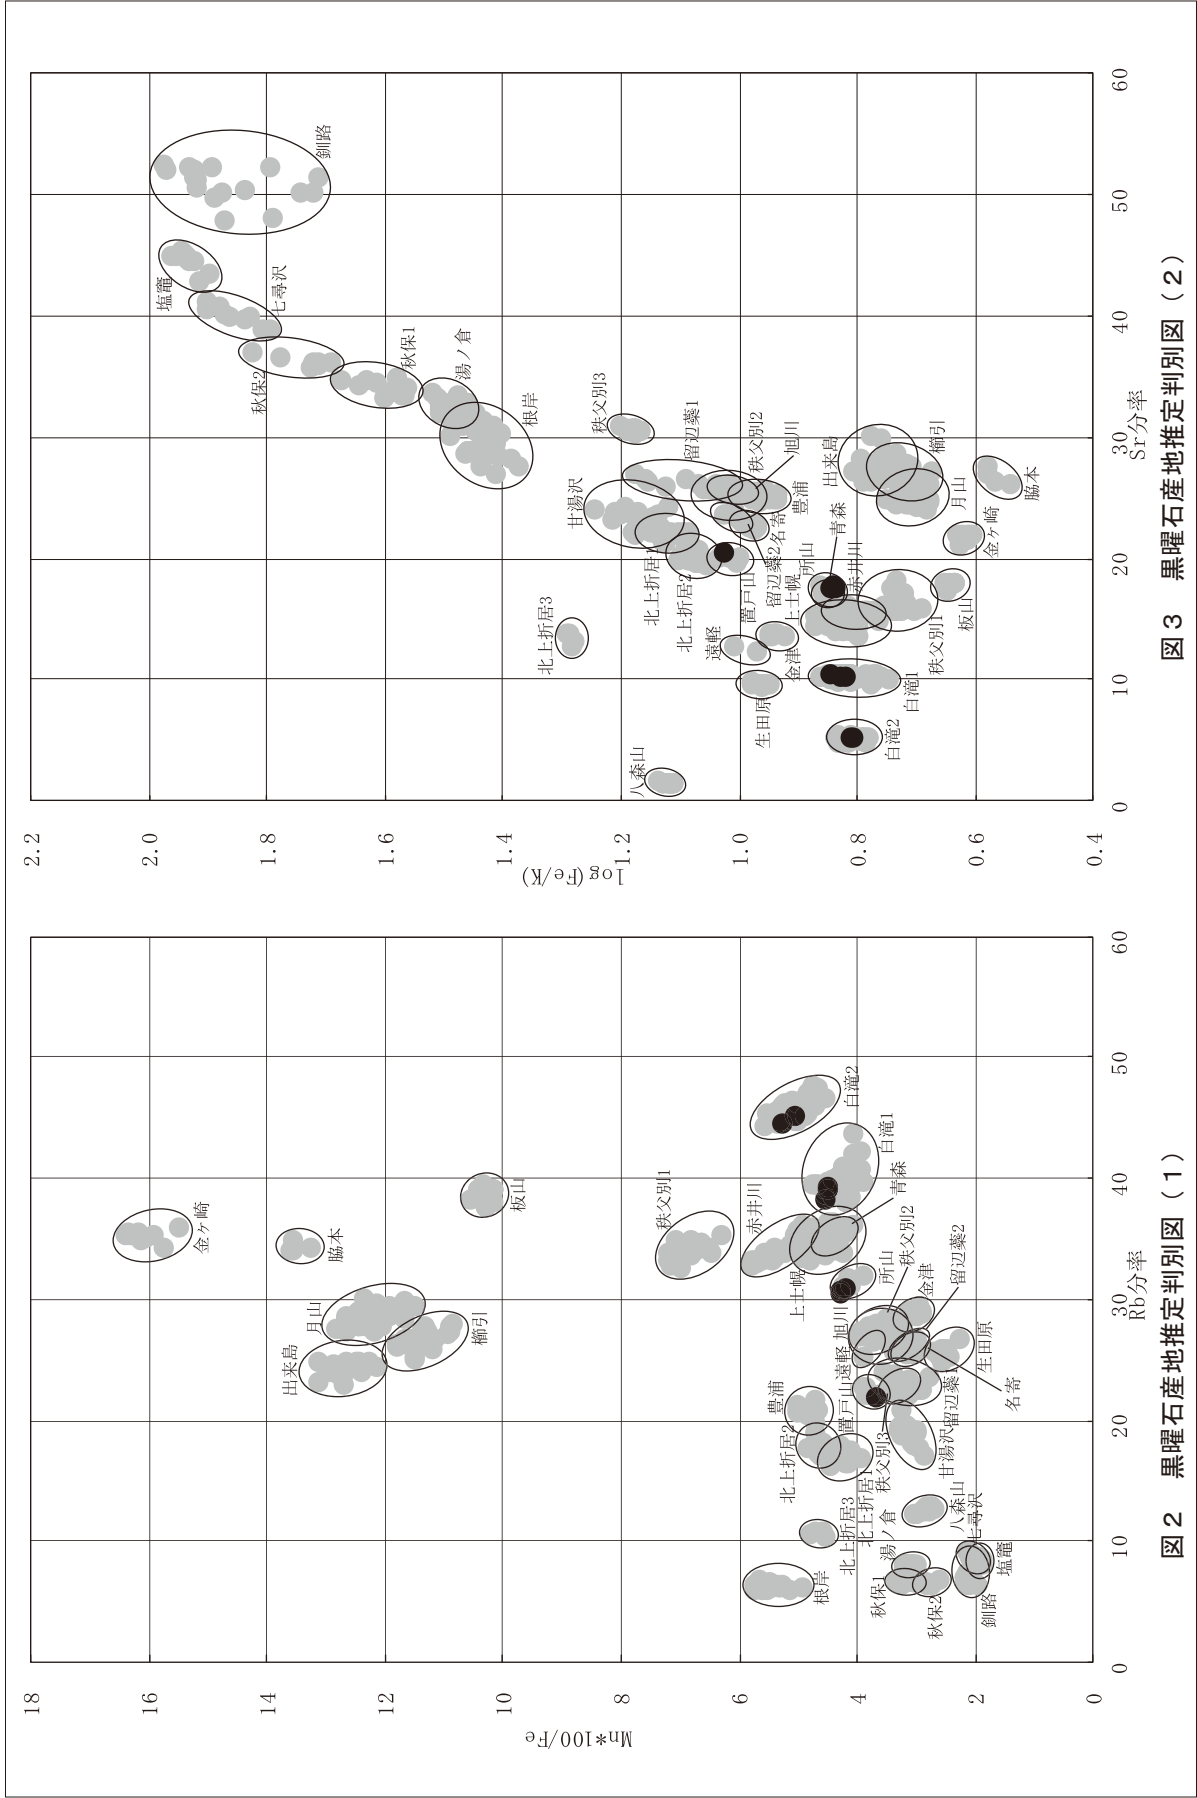 18
16
14
12
10
8
6
4
2
0
Mn*100/Fe
0
10
20
30
40
50
60
Rb分率
金ヶ崎
脇本
月山
出来島
櫛引
板山
秩父別1
赤井川
上士幌
白滝2
白滝1
青森
所山
秩父別2
金津
留辺蘂2
旭川
遠軽
置戸山
豊浦
北上折居2
生田原
名寄
留辺蘂1
甘湯沢
秩父別3
北上折居1
北上折居3
八森山
七尋沢
湯ノ倉
根岸
秋保1
秋保2
塩竈
釧路
図2 黒曜石産地推定判別図(1)
2.2
2.0
1.8
1.6
1.4
1.2
1.0
0.8
0.6
0.4
log(Fe/K)
0
10
20
30
40
50
60
Sr分率
釧路
塩竈
七尋沢
秋保2
秋保1
湯ノ倉
根岸
秩父別3
留辺蘂1
秩父別2
旭川
甘湯沢
豊浦
名寄
出来島
櫛引
月山
脇本
金ヶ崎
青森
北上折居1
北上折居2
置戸山
留辺蘂2
上士幌
所山
赤井川
板山
秩父別1
北上折居3
遠軽
金津
生田原
白滝1
白滝2
八森山
図3 黒曜石産地推定判別図(2)